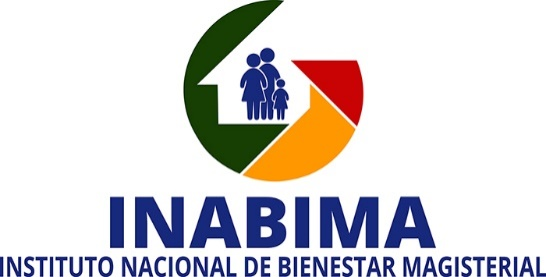 INABIMA
INSTITUTO NACIONAL DE BIENESTAR MAGISTERIAL